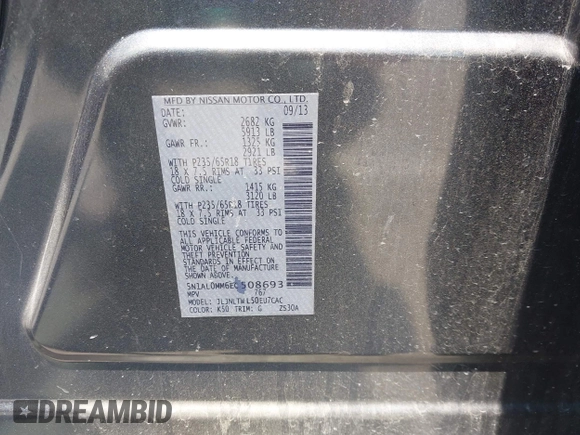 MFD BY NISSAN MOTOR CO., LTD.
DATE: 09/13
GVWR: 2682 KG
5913 LB
GAWR FR.: 1325 KG
2921 LB
WITH P235/65R18 TIRES
18 X 7.5 RIMS AT 33 PSI
COLD SINGLE
GAWR RR.: 1415 KG
3120 LB
WITH P235/65R18 TIRES
18 X 7.5 RIMS AT 33 PSI
COLD SINGLE
THIS VEHICLE CONFORMS TO
ALL APPLICABLE FEDERAL
MOTOR VEHICLE SAFETY AND
THEFT PREVENTION
STANDARDS IN EFFECT ON
THE DATE OF MANUFACTURE
SHOWN ABOVE.
5N1AL0MM6EC508693
MPV 767
MODEL: JL3NLTWL50EU7CAC
COLOR: K50 TRIM: G ZS30A
DREAMBID